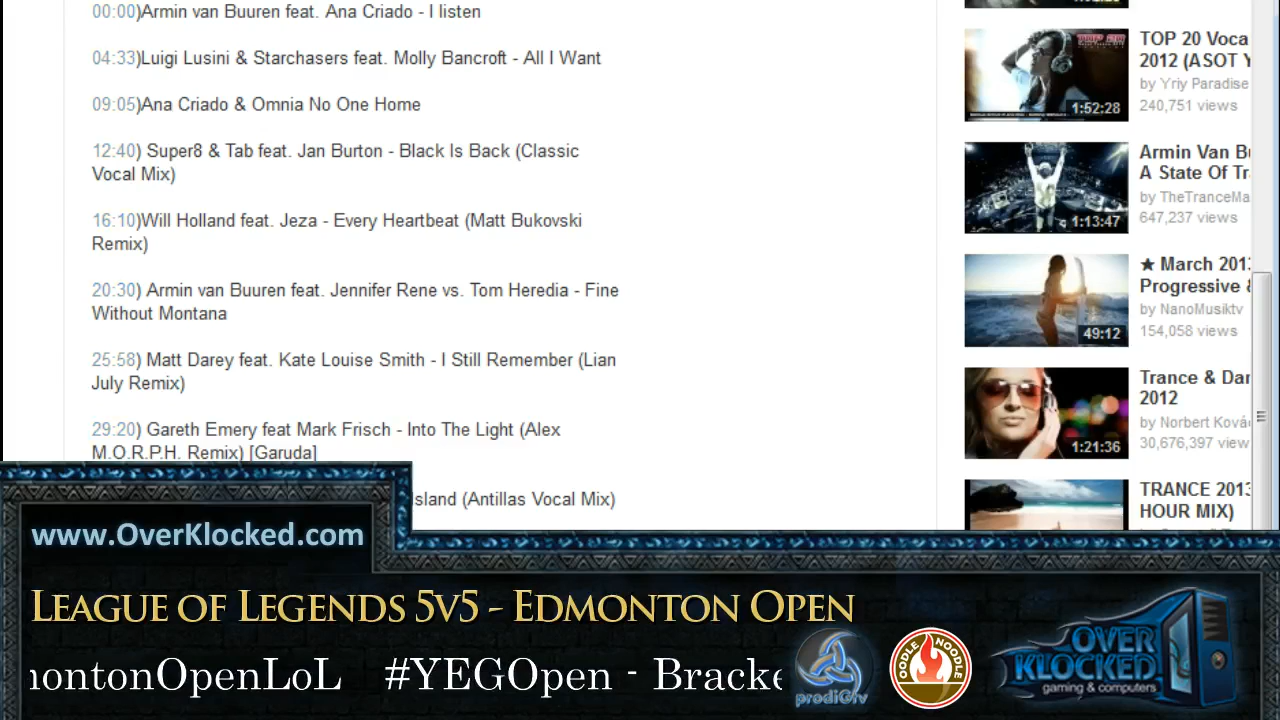 00:00)Armin van Buuren feat. Ana Criado - I listen
04:33)Luigi Lusini & Starchasers feat. Molly Bancroft - All I Want
09:05)Ana Criado & Omnia No One Home
12:40) Super8 & Tab feat. Jan Burton - Black Is Back (Classic
Vocal Mix)
16:10)Will Holland feat. Jeza - Every Heartbeat (Matt Bukovski
Remix)
20:30) Armin van Buuren feat. Jennifer Rene vs. Tom Heredia - Fine
Without Montana
25:58) Matt Darey feat. Kate Louise Smith - I Still Remember (Lian
July Remix)
29:20) Gareth Emery feat Mark Frisch - Into The Light (Alex
M.O.R.P.H. Remix) [Garuda]
sland (Antillas Vocal Mix)
TOP 20 Voca
2012 (ASOT Y
by Yriy Paradise
240,751 views
1:52:28
Armin Van Bu
A State Of Tra
by TheTranceMa
647,237 views
1:13:47
★ March 201
Progressive &
by NanoMusiktv
154,058 views
49:12
Trance & Dan
2012
by Norbert Ková
30,676,397 view
1:21:36
TRANCE 2013
HOUR MIX)
www.OverKlocked.com
League of Legends 5v5 - Edmonton Open
montonOpenLoL #YEGOpen - Bracke
prodiGtv
OODLE NOODLE
OVER
KLOCKED
gaming & computers